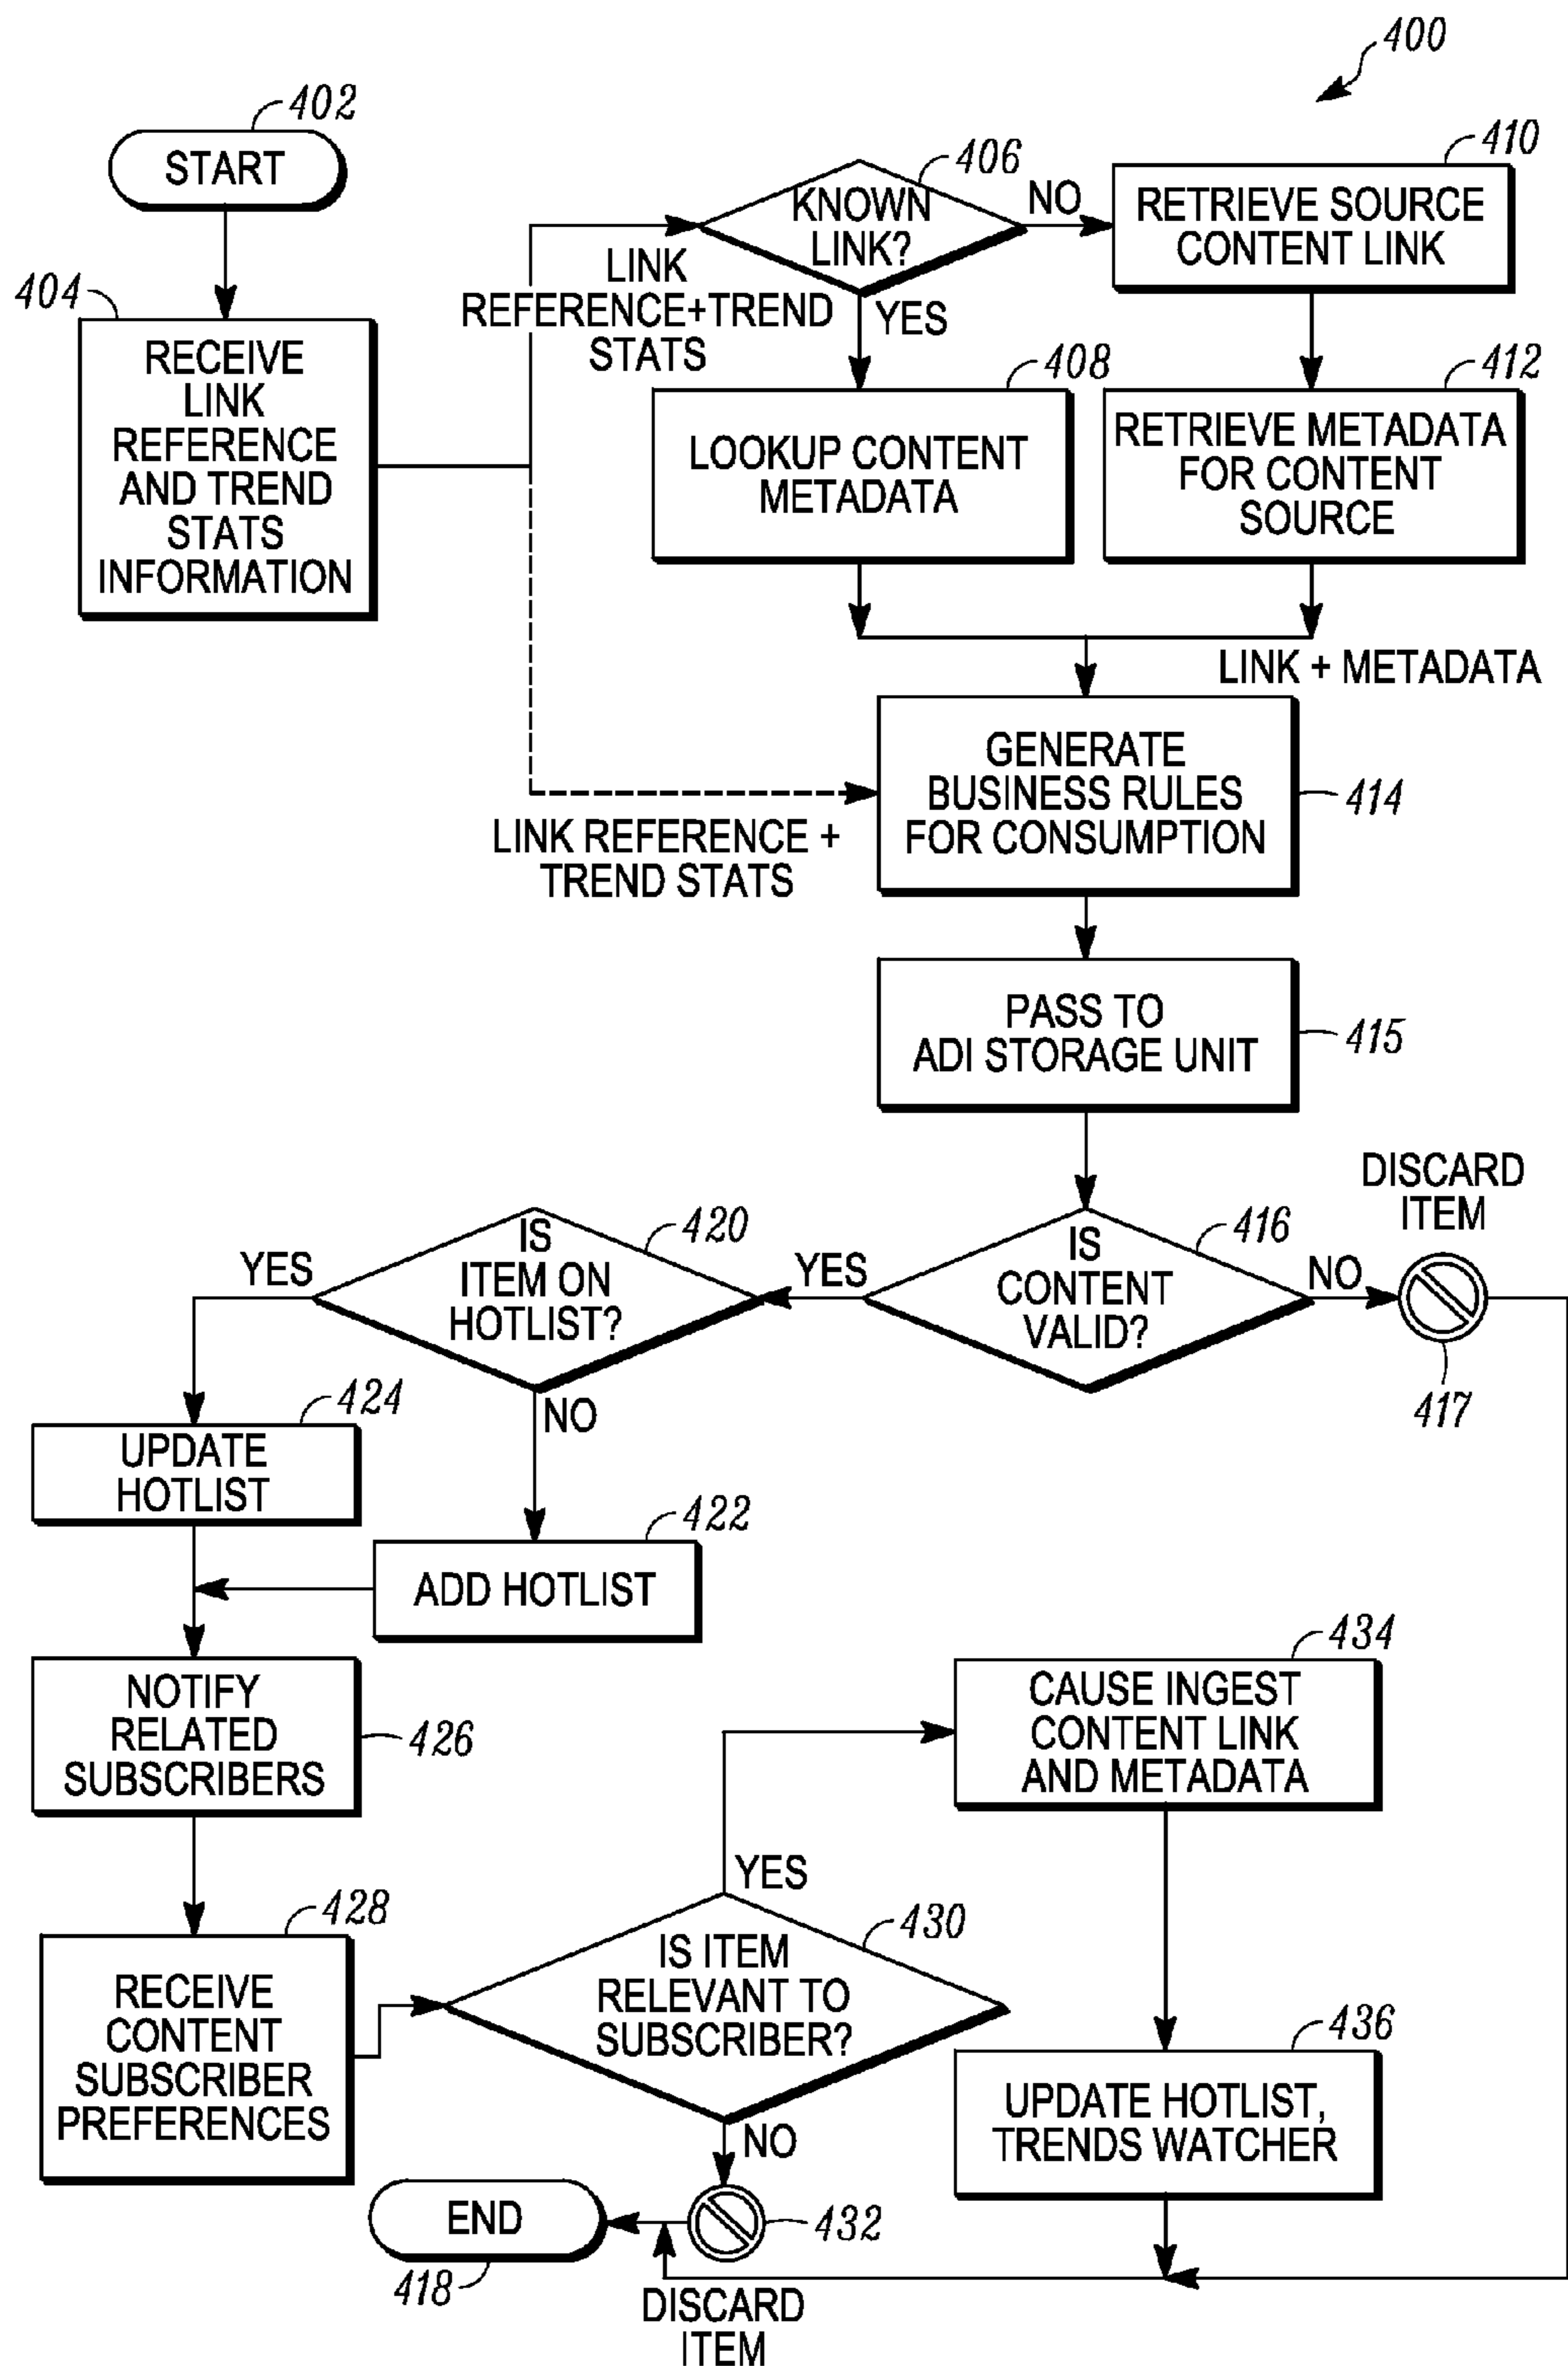 400
402
START
404
RECEIVE
LINK
REFERENCE
AND TREND
STATS
INFORMATION
LINK
REFERENCE+TREND
STATS
406
KNOWN
LINK?
NO
YES
410
RETRIEVE SOURCE
CONTENT LINK
408
LOOKUP CONTENT
METADATA
412
RETRIEVE METADATA
FOR CONTENT
SOURCE
LINK + METADATA
LINK REFERENCE +
TREND STATS
GENERATE
BUSINESS RULES
FOR CONSUMPTION
414
PASS TO
ADI STORAGE UNIT
415
IS
CONTENT
VALID?
416
NO
DISCARD
ITEM
417
YES
IS
ITEM ON
HOTLIST?
420
YES
NO
424
UPDATE
HOTLIST
422
ADD HOTLIST
NOTIFY
RELATED
SUBSCRIBERS
426
428
RECEIVE
CONTENT
SUBSCRIBER
PREFERENCES
430
IS ITEM
RELEVANT TO
SUBSCRIBER?
YES
NO
434
CAUSE INGEST
CONTENT LINK
AND METADATA
436
UPDATE HOTLIST,
TRENDS WATCHER
432
DISCARD
ITEM
END
418